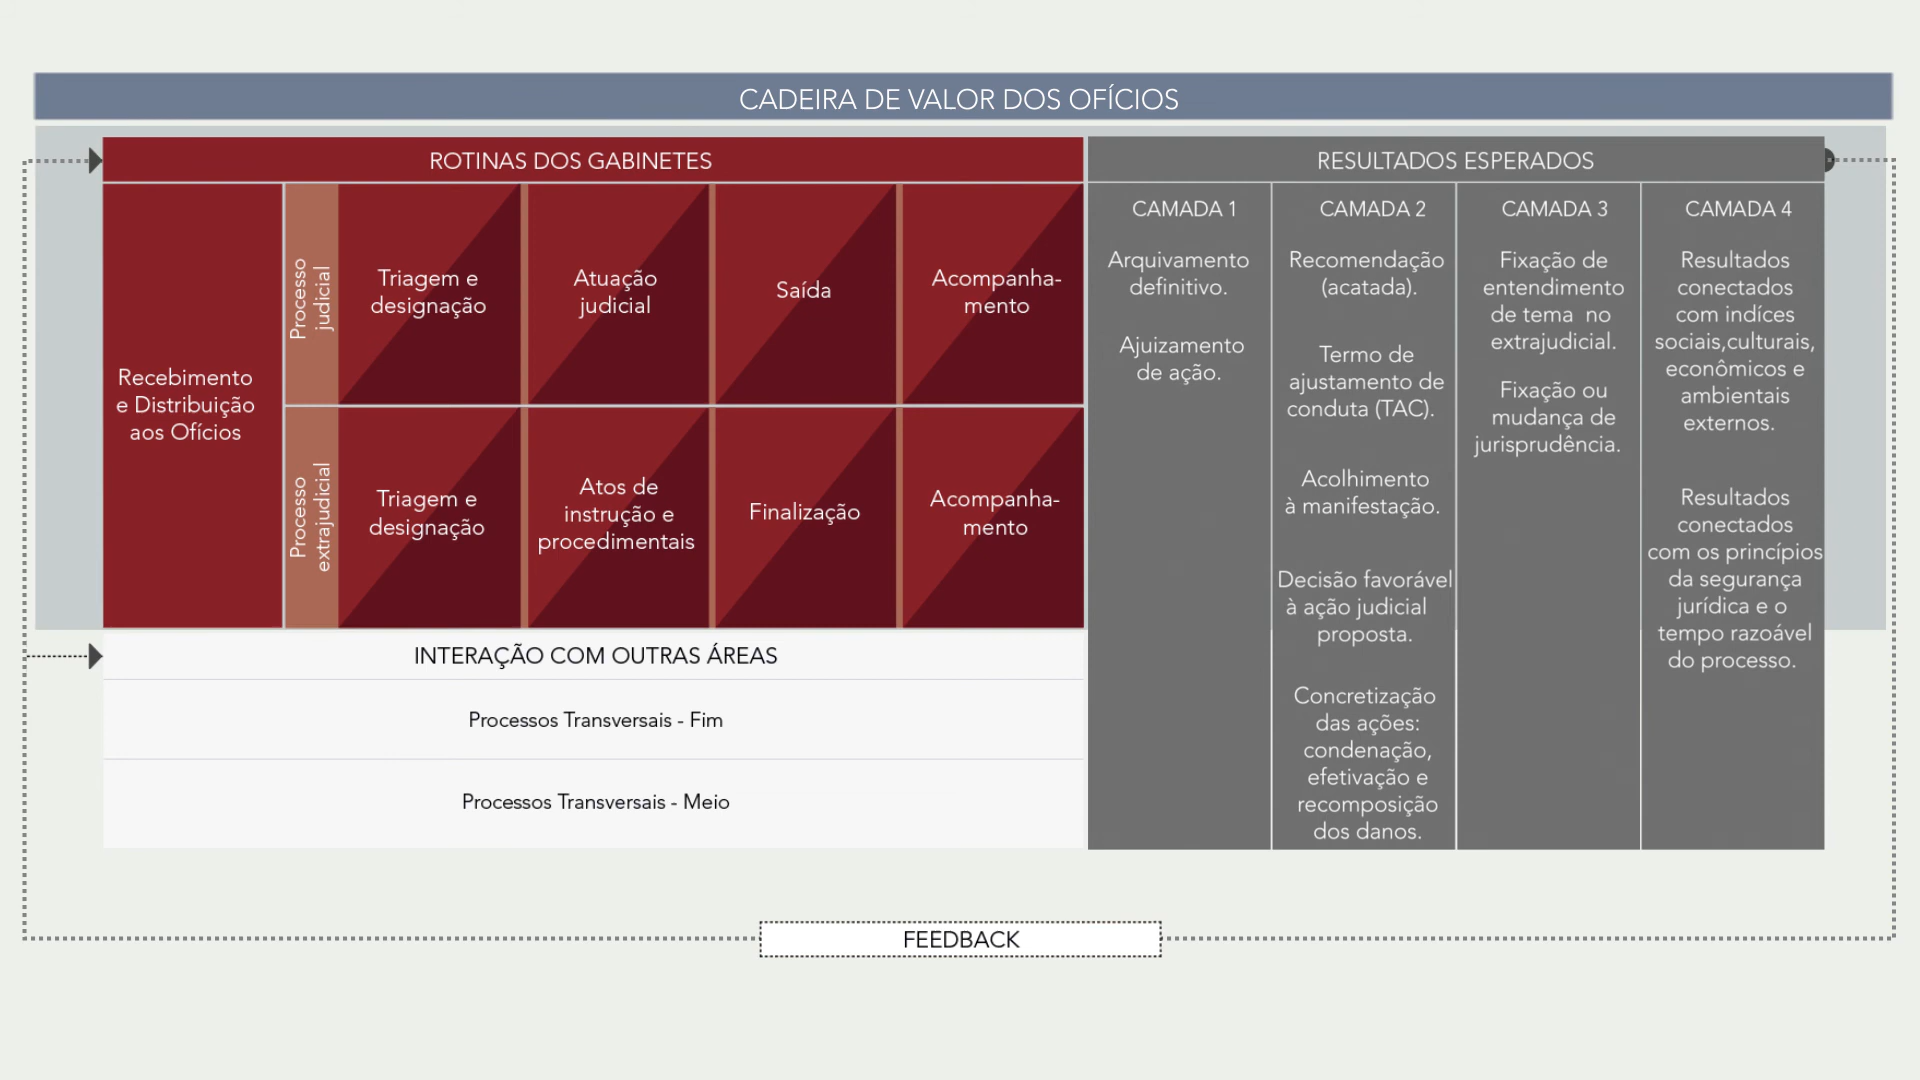 CADEIRA DE VALOR DOS OFÍCIOS
ROTINAS DOS GABINETES
Recebimento
e Distribuição
aos Ofícios
Processo
judicial
Triagem e
designação
Atuação
judicial
Saída
Acompanha-
mento
Processo
extrajudicial
Triagem e
designação
Atos de
instrução e
procedimentais
Finalização
Acompanha-
mento
INTERAÇÃO COM OUTRAS ÁREAS
Processos Transversais - Fim
Processos Transversais - Meio
RESULTADOS ESPERADOS
CAMADA 1
Arquivamento
definitivo.
Ajuizamento
de ação.
CAMADA 2
Recomendação
(acatada).
Termo de
ajustamento de
conduta (TAC).
Acolhimento
à manifestação.
Decisão favorável
à ação judicial
proposta.
Concretização
das ações:
condenação,
efetivação e
recomposição
dos danos.
CAMADA 3
Fixação de
entendimento
de tema no
extrajudicial.
Fixação ou
mudança de
jurisprudência.
CAMADA 4
Resultados
conectados
com indíces
sociais,culturais,
econômicos e
ambientais
externos.
Resultados
conectados
com os princípios
da segurança
jurídica e o
tempo razoável
do processo.
FEEDBACK